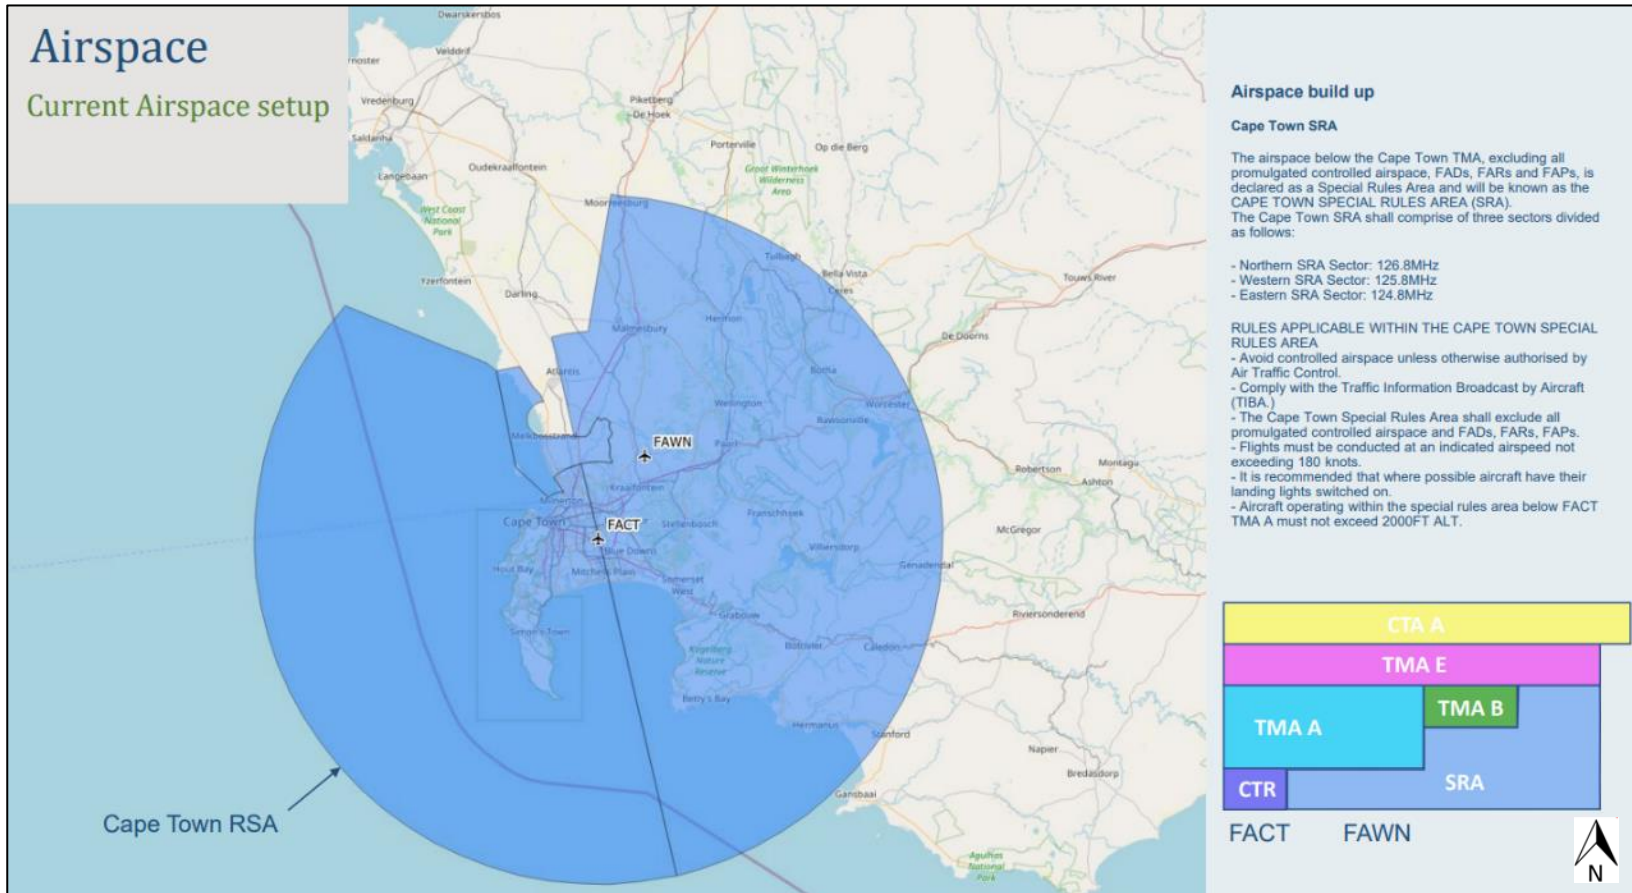 Airspace
Current Airspace setup
Dwarskersbos
Velddrif
Vredenburg
Saldanha
Langebaan
Piketberg
De Hoek
Porterville
Op die Berg
Oudekraalfontein
Groot Winterhoek
Wilderness
Area
Moorreesburg
West Coast
National
Park
Yzerfontein
Darling
Tulbagh
Bella Vista
Ceres
Touws River
Malmesbury
Hermon
De Doorns
Atlantis
Botha
Worcester
Wellington
Rawsonville
Melkbosstrand
FAWN
Paarl
Robertson
Montagu
Ashton
Kraaifontein
Milnerton
Cape Town
FACT
Stellenbosch
Franschhoek
McGregor
Blue Downs
Villiersdorp
Hout Bay
Mitchells Plain
Somerset
West
Genadendal
Grabouw
Riviersonderend
Simon's Town
Kogelberg
Nature
Reserve
Botrivier
Caledon
Betty's Bay
Hermanus
Stanford
Napier
Bredasdorp
Gansbaai
Agulhas
National
Park
Cape Town RSA
Airspace build up
Cape Town SRA
The airspace below the Cape Town TMA, excluding all
promulgated controlled airspace, FADs, FARs and FAPs, is
declared as a Special Rules Area and will be known as the
CAPE TOWN SPECIAL RULES AREA (SRA).
The Cape Town SRA shall comprise of three sectors divided
as follows:
- Northern SRA Sector: 126.8MHz
- Western SRA Sector: 125.8MHz
- Eastern SRA Sector: 124.8MHz
RULES APPLICABLE WITHIN THE CAPE TOWN SPECIAL
RULES AREA
- Avoid controlled airspace unless otherwise authorised by
Air Traffic Control.
- Comply with the Traffic Information Broadcast by Aircraft
(TIBA.)
- The Cape Town Special Rules Area shall exclude all
promulgated controlled airspace and FADs, FARs, FAPs.
- Flights must be conducted at an indicated airspeed not
exceeding 180 knots.
- It is recommended that where possible aircraft have their
landing lights switched on.
- Aircraft operating within the special rules area below FACT
TMA A must not exceed 2000FT ALT.
CTA A
TMA E
TMA A
TMA B
CTR
SRA
FACT
FAWN
N